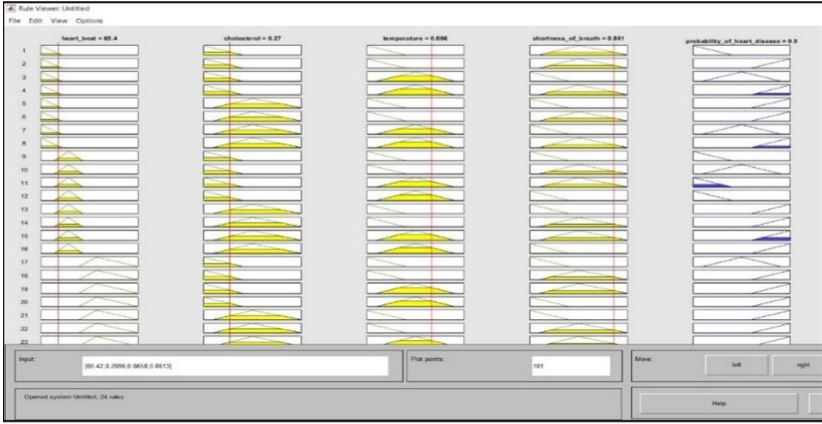 Rule Viewer: Untitled
File Edit View Options
heart_beat = 65.4
cholesterol = 0.27
temperature = 0.666
shortness_of_breath = 0.861
probability_of_heart_disease = 0.5
1
2
3
4
5
6
7
8
9
10
11
12
13
14
15
16
17
18
19
20
21
22
23
Input:
[65.42;0.2696;0.6658;0.8613]
Plot points:
101
Move:
left
right
Opened system Untitled, 24 rules
Help